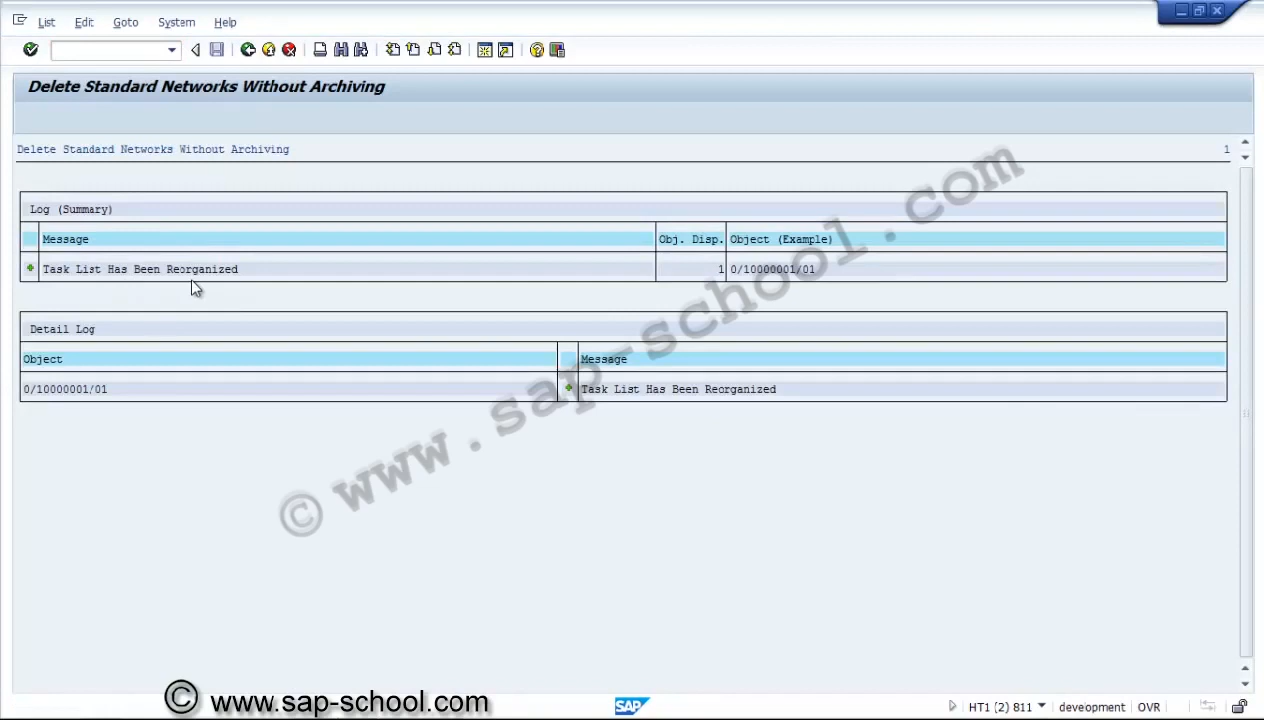 List Edit Goto System Help
Delete Standard Networks Without Archiving
Delete Standard Networks Without Archiving 1
Log (Summary)
Message Obj. Disp. Object (Example)
Task List Has Been Reorganized 1 0/10000001/01
Detail Log
Object Message
0/10000001/01 Task List Has Been Reorganized
© www.sap-school.com
© www.sap-school.com
SAP HT1 (2) 811 development OVR